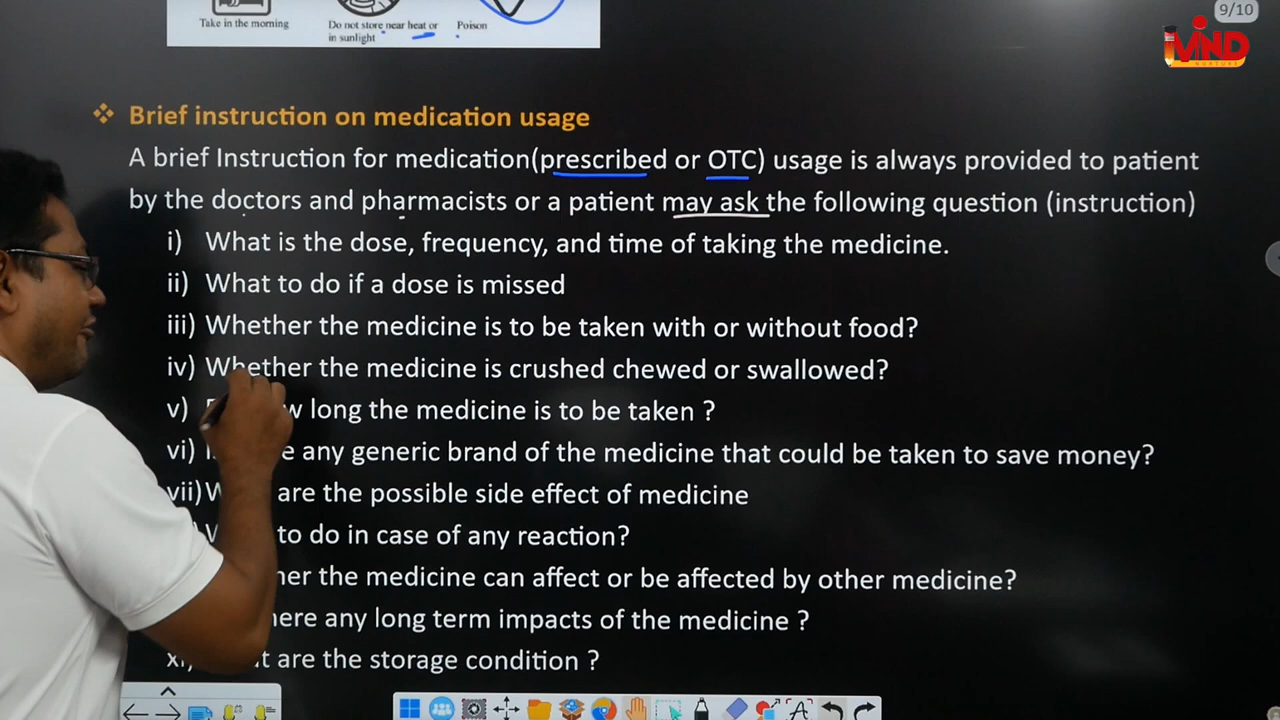 9/10
MIND
NURTURE
Take in the morning
Do not store near heat or
in sunlight
Poison
Brief instruction on medication usage
A brief Instruction for medication(prescribed or OTC) usage is always provided to patient
by the doctors and pharmacists or a patient may ask the following question (instruction)
i) What is the dose, frequency, and time of taking the medicine.
ii) What to do if a dose is missed
iii) Whether the medicine is to be taken with or without food?
iv) Whether the medicine is crushed chewed or swallowed?
v) long the medicine is to be taken ?
vi) any generic brand of the medicine that could be taken to save money?
vii) are the possible side effect of medicine
to do in case of any reaction?
the medicine can affect or be affected by other medicine?
any long term impacts of the medicine ?
are the storage condition ?